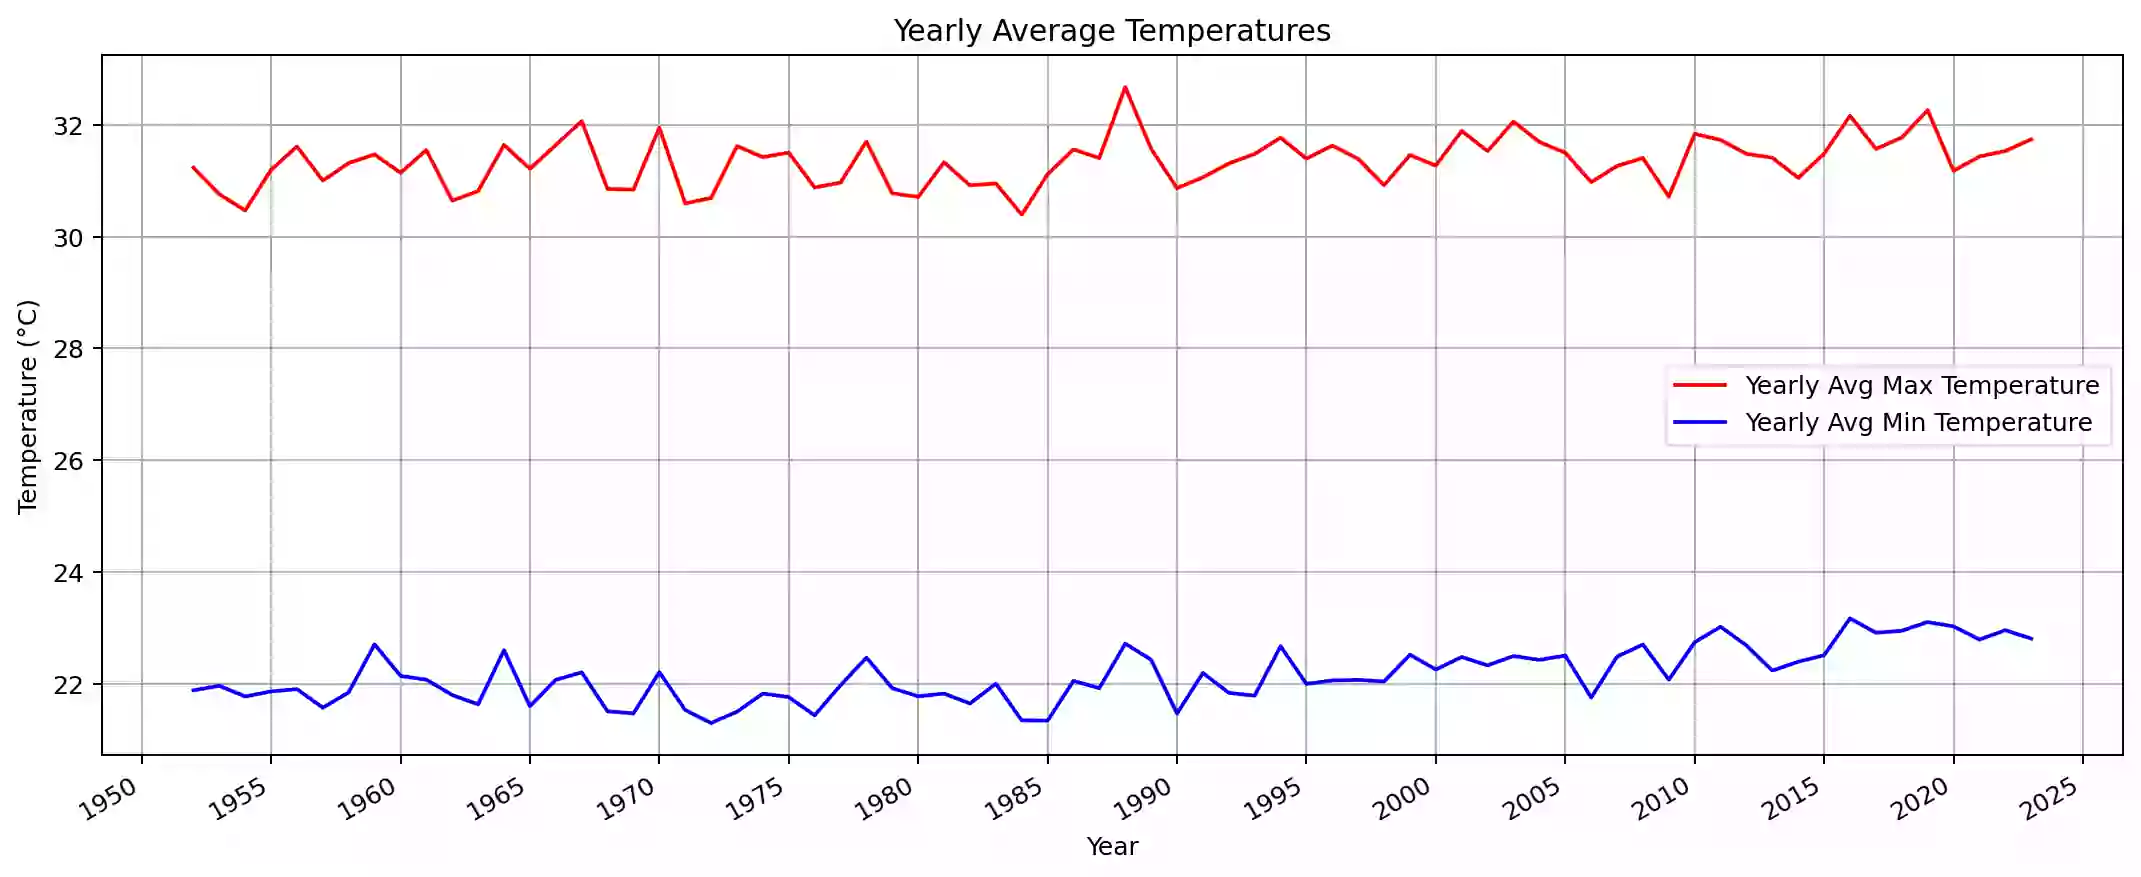 Yearly Average Temperatures
Temperature (°C)
32
30
28
26
24
22
Yearly Avg Max Temperature
Yearly Avg Min Temperature
1950 1955 1960 1965 1970 1975 1980 1985 1990 1995 2000 2005 2010 2015 2020 2025
Year